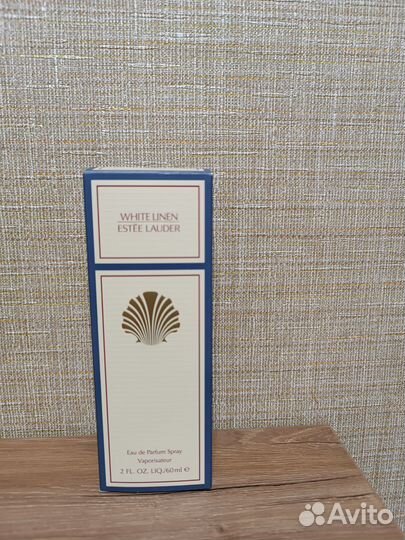 WHITE LINEN
ESTĒE LAUDER
Eau de Parfum Spray
Vaporisateur
2 FL. OZ. LIQ./60 ml ℮
Avito